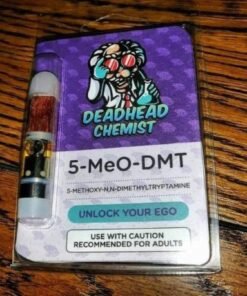 DEADHEAD
CHEMIST
5-MeO-DMT
5-METHOXY-N,N-DIMETHYLTRYPTAMINE
UNLOCK YOUR EGO
USE WITH CAUTION
RECOMMENDED FOR ADULTS